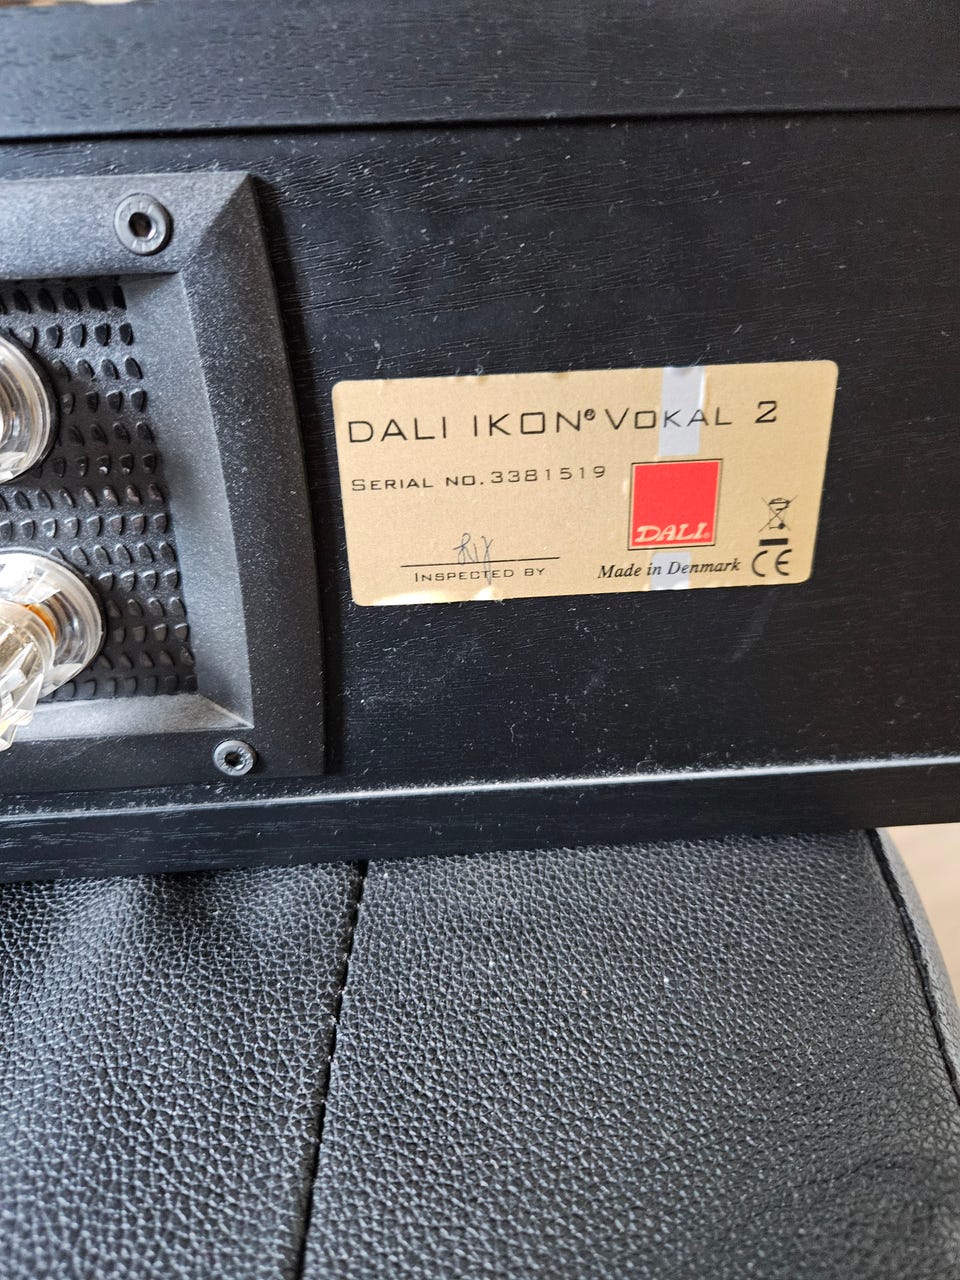 DALI IKON® VOKAL 2
SERIAL NO. 3381519
DALI®
INSPECTED BY
Made in Denmark CE